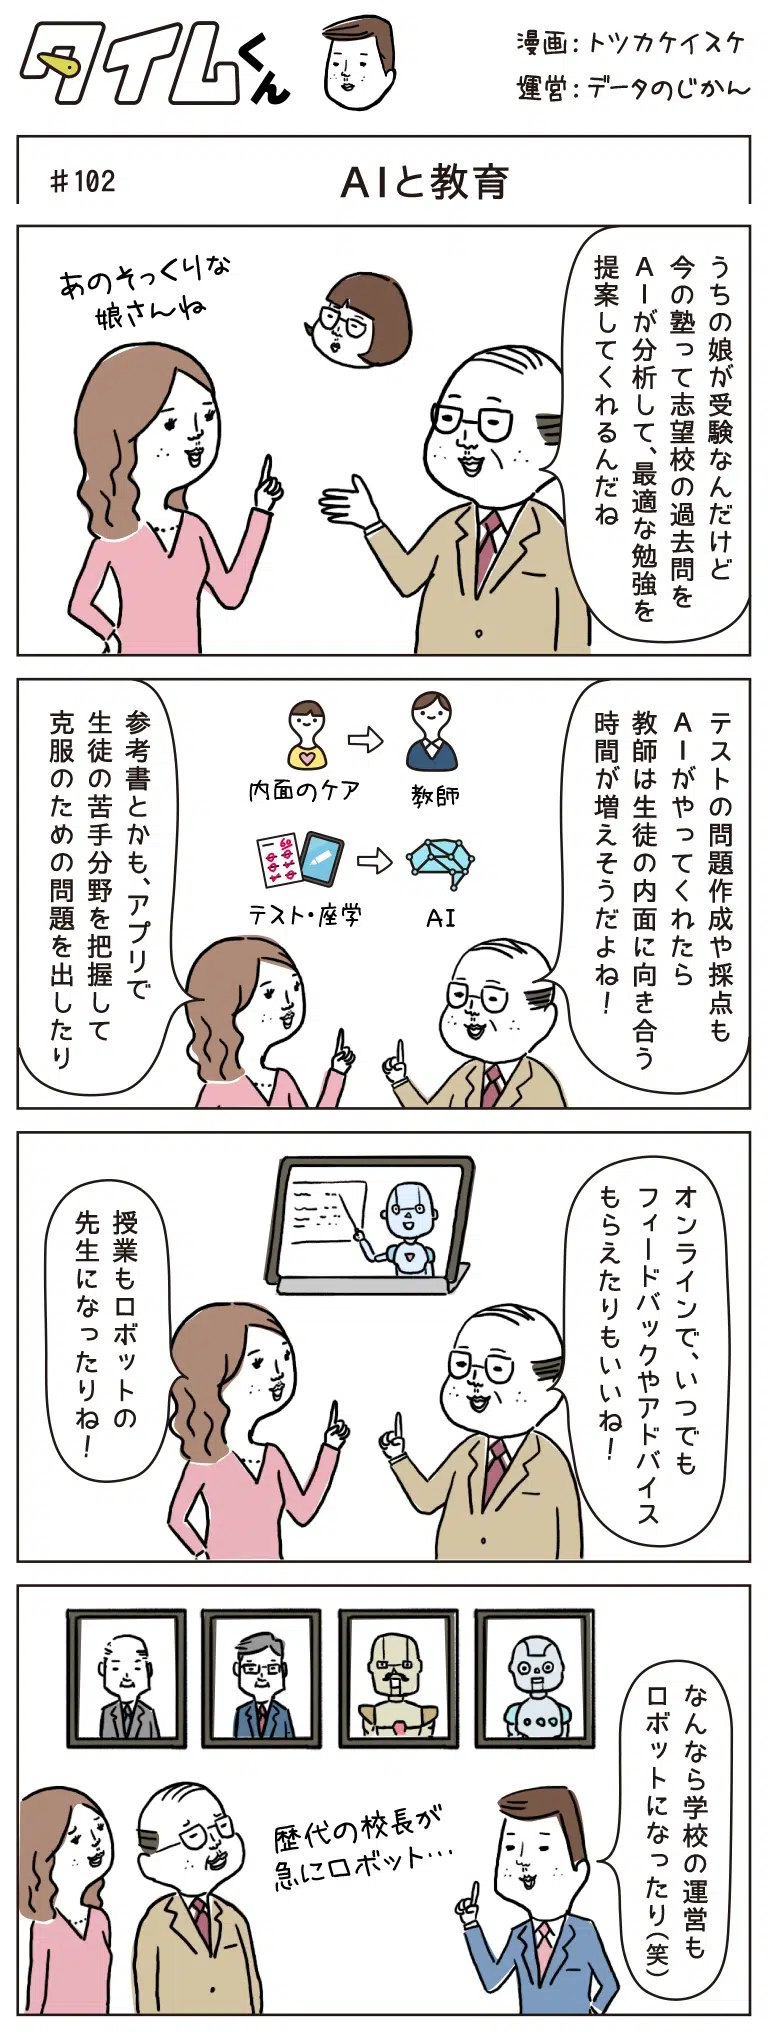 タイムくん
漫画:トツカケイスケ
運営:データのじかん
#102
AIと教育
うちの娘が受験なんだけど
今の塾って志望校の過去問を
AIが分析して、最適な勉強を
提案してくれるんだね
あのそっくりな
娘さんね
テストの問題作成や採点も
AIがやってくれたら
教師は生徒の内面に向き合う
時間が増えそうだよね!
内面のケア
教師
テスト・座学
AI
参考書とかも、アプリで
生徒の苦手分野を把握して
克服のための問題を出したり
オンラインで、いつでも
フィードバックやアドバイス
もらえたりもいいね!
授業もロボットの
先生になったりね!
なんなら学校の運営も
ロボットになったり(笑)
歴代の校長が
急にロボット…